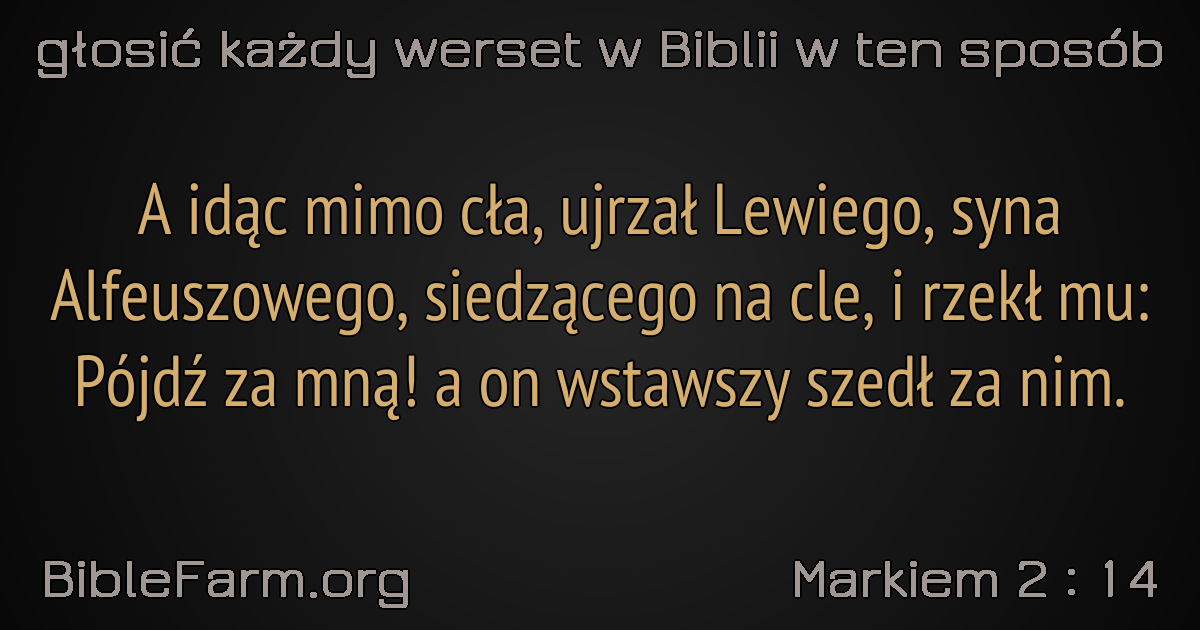 głosić każdy werset w Biblii w ten sposób
A idąc mimo cła, ujrzał Lewiego, syna
Alfeuszowego, siedzącego na cle, i rzekł mu:
Pójdź za mną! a on wstawszy szedł za nim.
BibleFarm.org
Markiem 2 : 14